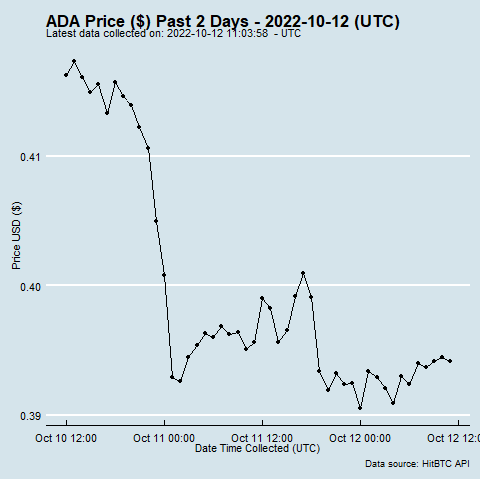 ADA Price ($) Past 2 Days - 2022-10-12 (UTC)
Latest data collected on: 2022-10-12 11:03:58 - UTC
Price USD ($)
0.41
0.40
0.39
Oct 10 12:00 Oct 11 00:00 Oct 11 12:00 Oct 12 00:00 Oct 12 12:0
Date Time Collected (UTC)
Data source: HitBTC API